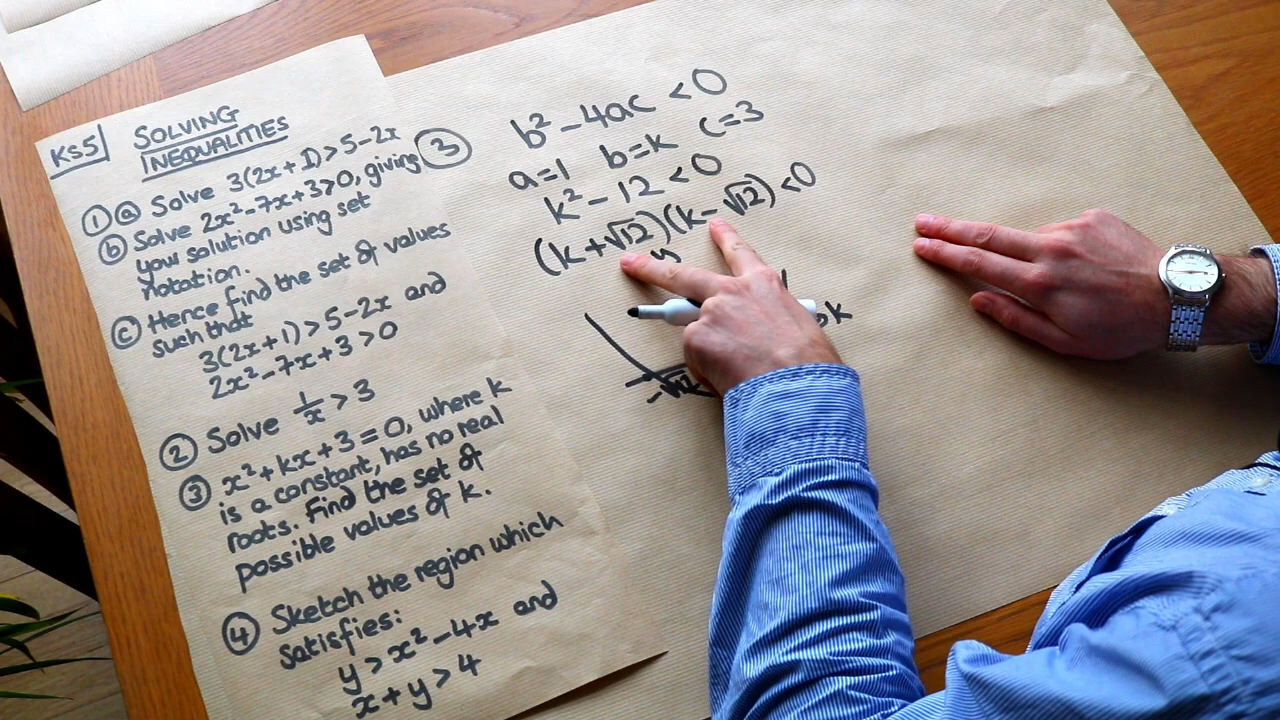 KS5 SOLVING
INEQUALITIES
① ⓐ Solve 3(2x+1)>5-2x
ⓑ Solve 2x²-7x+3>0, giving
your solution using set
notation.
ⓒ Hence find the set of values
such that
3(2x+1)>5-2x and
2x²-7x+3>0
② Solve 1/x > 3
③ x²+kx+3=0, where k
is a constant, has no real
roots. Find the set of
possible values of k.
④ Sketch the region which
satisfies:
y>x²-4x and
x+y>4
③ b²-4ac <0
a=1 b=k c=3
k²-12<0
(k+√12)(k-√12)<0
y
k
-√12